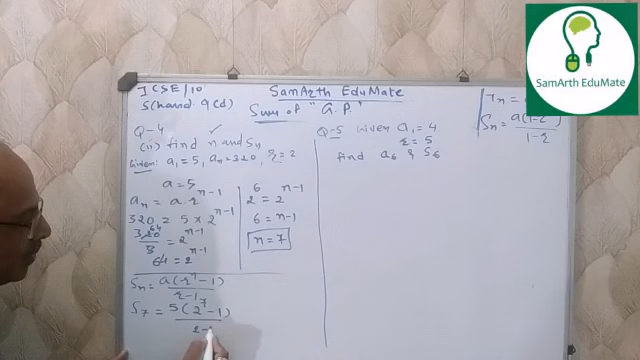 ICSE/10
SamArth EduMate
S(hand 9(d)
Sum of "G.P"
Q-4 ✓
(ii) find n and Sn
Given: a1 = 5, an = 320, r = 2
a = 5
an = a.r^n-1
320 = 5 × 2^n-1
320/5 = 2^n-1
64
64 = 2^n-1
2^6 = 2^n-1
6 = n-1
n = 7
Sn = a(r^n - 1)/r-1
S7 = 5(2^7 - 1)/2-
Q-5 Given a1 = 4
r = 5
find a6 & S6
Tn =
Sn = a(1-
1-r
SamArth EduMate